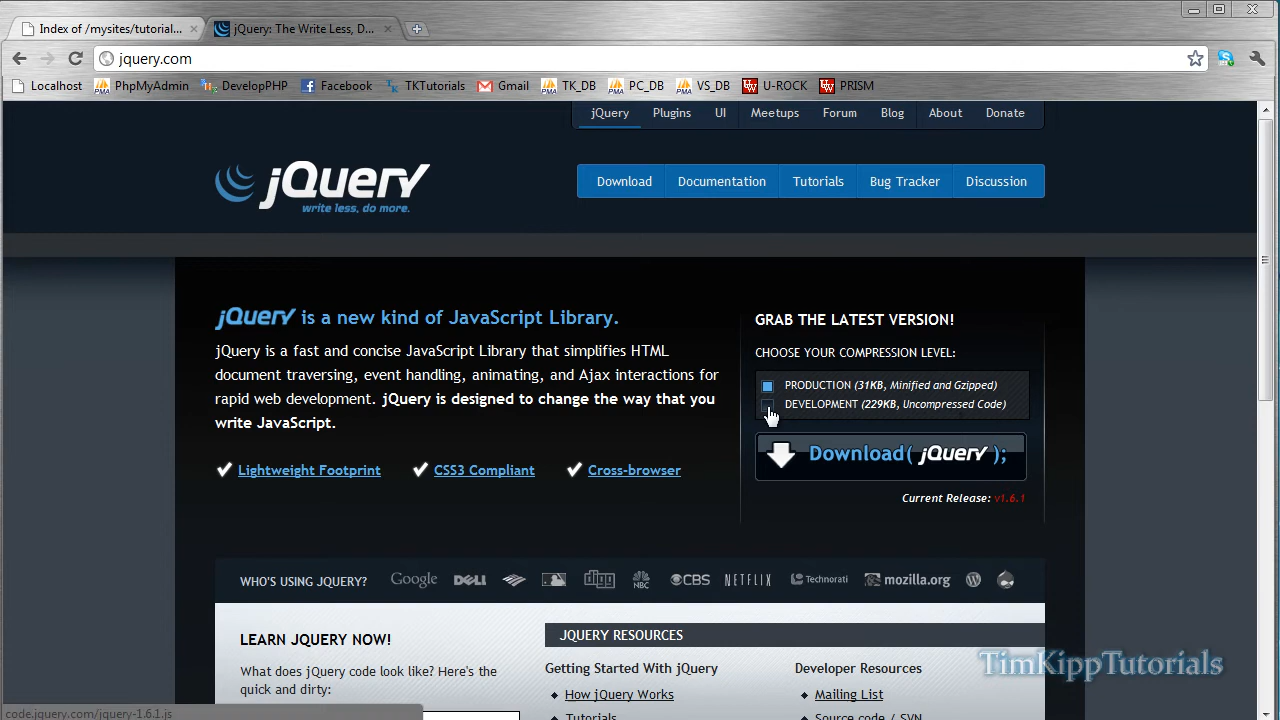 Index of /mysites/tutorial...
jQuery: The Write Less, D...
jquery.com
Localhost PhpMyAdmin DevelopPHP Facebook TKTutorials Gmail TK_DB PC_DB VS_DB U-ROCK PRISM
jQuery Plugins UI Meetups Forum Blog About Donate
jQuery
write less, do more.
Download Documentation Tutorials Bug Tracker Discussion
jQuery is a new kind of JavaScript Library.
jQuery is a fast and concise JavaScript Library that simplifies HTML
document traversing, event handling, animating, and Ajax interactions for
rapid web development. jQuery is designed to change the way that you
write JavaScript.
Lightweight Footprint CSS3 Compliant Cross-browser
GRAB THE LATEST VERSION!
CHOOSE YOUR COMPRESSION LEVEL:
PRODUCTION (31KB, Minified and Gzipped)
DEVELOPMENT (229KB, Uncompressed Code)
Download( jQuery );
Current Release: v1.6.1
WHO'S USING JQUERY? Google DELL NBC CBS NETFLIX Technorati mozilla.org
LEARN JQUERY NOW!
What does jQuery code look like? Here's the
quick and dirty:
JQUERY RESOURCES
Getting Started With jQuery
How jQuery Works
Tutorials
Developer Resources
Mailing List
Source code / SVN
TimKippTutorials
code.jquery.com/jquery-1.6.1.js